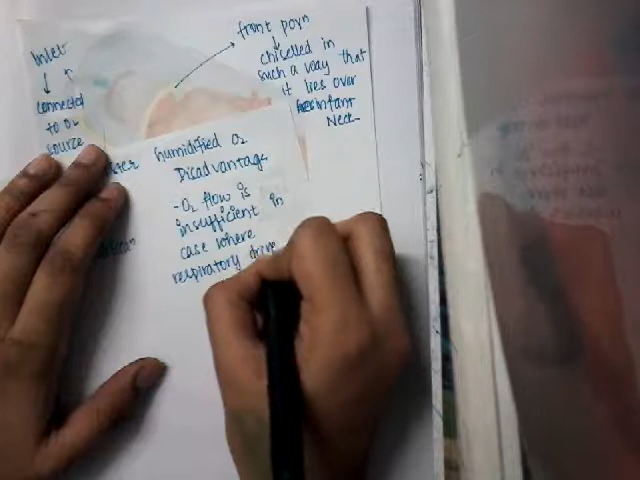 Inlet
connected
to O2
source
front poyn
chiselled in
such a way that
it lies over
infant
Neck
humidified O2
Disadvantage
- O2 flow is
insufficient in
case where
respiratory drive